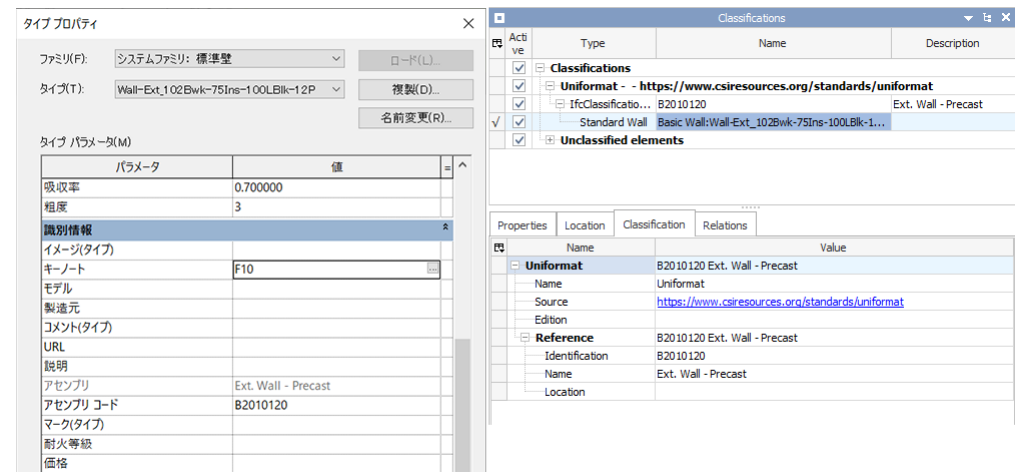 タイプ プロパティ
ファミリ(F):
システムファミリ: 標準壁
ロード(L)...
タイプ(T):
Wall-Ext_102Bwk-75Ins-100LBlk-12P
複製(D)...
名前変更(R)...
タイプ パラメータ(M)
パラメータ 値 =
吸収率 0.700000
粗度 3
識別情報
イメージ(タイプ)
キーノート F10
モデル
製造元
コメント(タイプ)
URL
説明
アセンブリ Ext. Wall - Precast
アセンブリ コード B2010120
マーク(タイプ)
耐火等級
価格
Classifications
Acti
ve
Type Name Description
Classifications
Uniformat - - https://www.csiresources.org/standards/uniformat
IfcClassificatio... B2010120 Ext. Wall - Precast
Standard Wall Basic Wall:Wall-Ext_102Bwk-75Ins-100LBlk-1...
Unclassified elements
Properties Location Classification Relations
Name Value
Uniformat B2010120 Ext. Wall - Precast
Name Uniformat
Source https://www.csiresources.org/standards/uniformat
Edition
Reference B2010120 Ext. Wall - Precast
Identification B2010120
Name Ext. Wall - Precast
Location